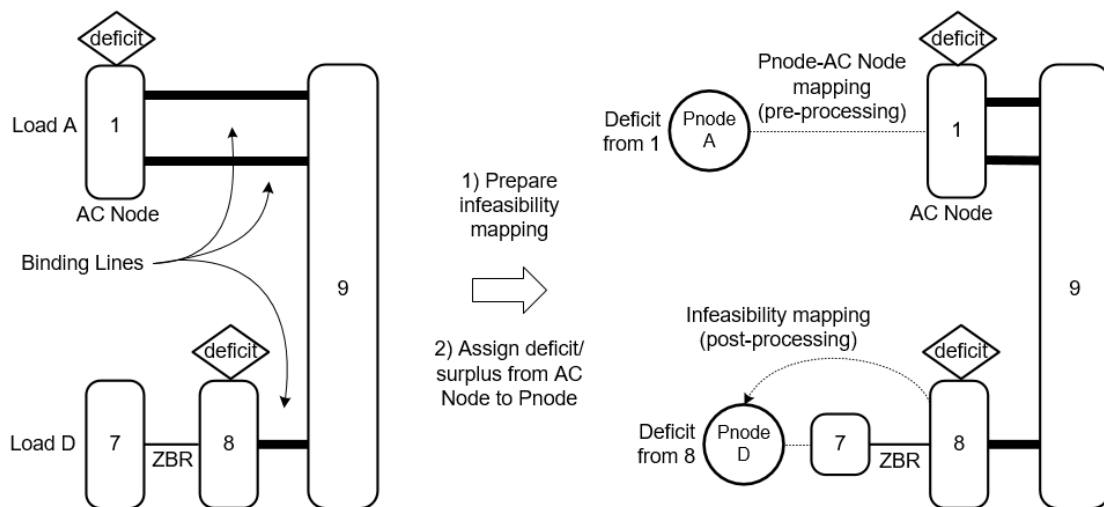 deficit
Load A
1
AC Node
Binding Lines
9
deficit
Load D
7
ZBR
8
1) Prepare
infeasibility
mapping
2) Assign deficit/
surplus from AC
Node to Pnode
deficit
Pnode-AC Node
mapping
(pre-processing)
Deficit
from 1
Pnode
A
1
AC Node
9
Infeasibility mapping
(post-processing)
deficit
Deficit
from 8
Pnode
D
7
ZBR
8